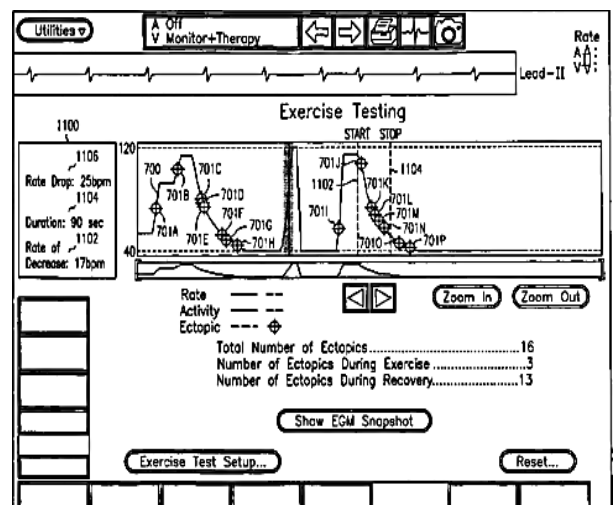 Utilities
A Off
V Monitor+Therapy
Rate
A
V
Lead-II
Exercise Testing
START STOP
1100
1106
Rate Drop: 25bpm
1104
Duration: 90 sec
1102
Rate of
Decrease: 17bpm
120
40
700
701A
701B
701C
701D
701E
701F
701G
701H
701I
701J
1102
1104
701K
701L
701M
701N
701O
701P
Rate
Activity
Ectopic
Zoom In
Zoom Out
Total Number of Ectopics 16
Number of Ectopics During Exercise 3
Number of Ectopics During Recovery 13
Show EGM Snapshot
Exercise Test Setup...
Reset...